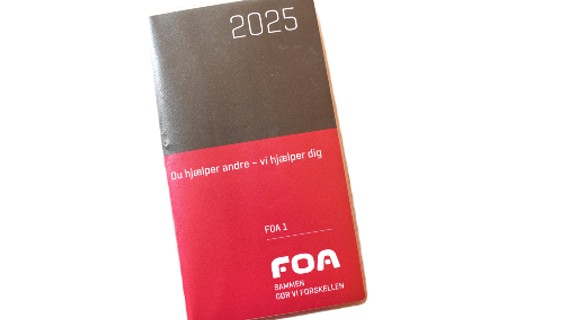 2025
Du hjælper andre – vi hjælper dig
FOA 1
FOA
SAMMEN
GØR VI FORSKELLEN